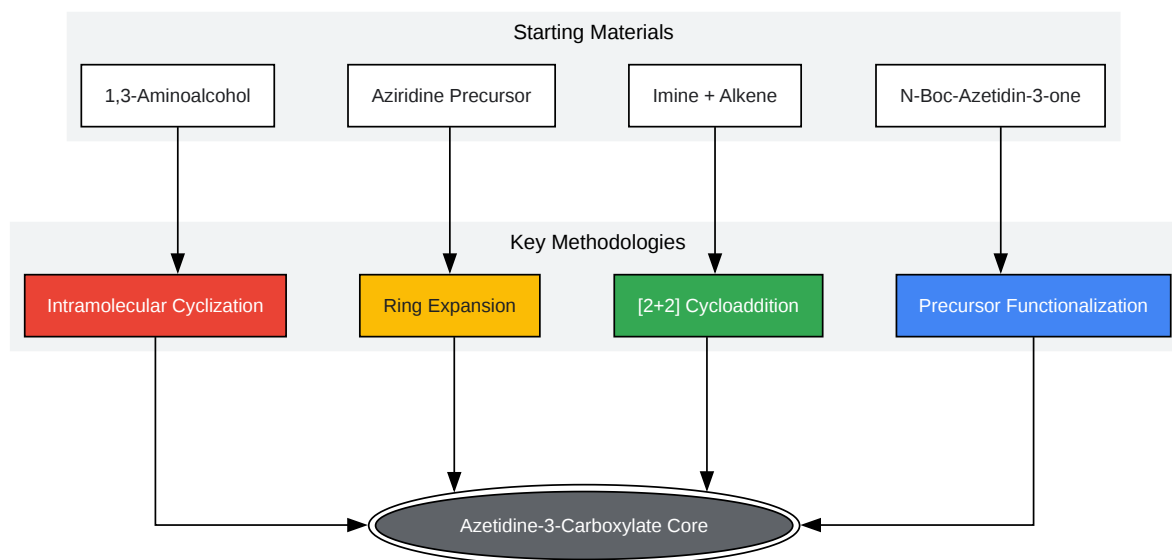 Starting Materials
1,3-Aminoalcohol
Aziridine Precursor
Imine + Alkene
N-Boc-Azetidin-3-one
Key Methodologies
Intramolecular Cyclization
Ring Expansion
[2+2] Cycloaddition
Precursor Functionalization
Azetidine-3-Carboxylate Core